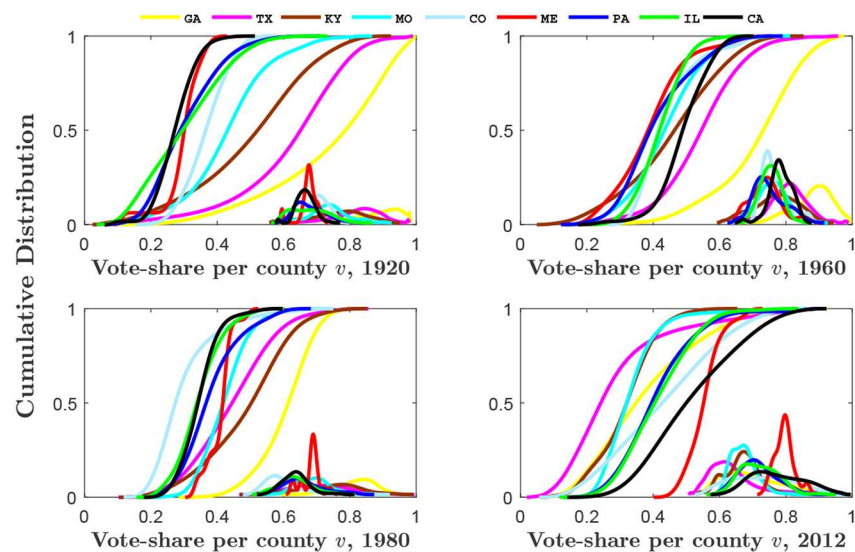 GA TX KY MO CO ME PA IL CA
Cumulative Distribution
1
0.5
0
0 0.2 0.4 0.6 0.8 1
Vote-share per county v, 1920
1
0.5
0
0.2 0.4 0.6 0.8 1
Vote-share per county v, 1960
1
0.5
0
0 0.2 0.4 0.6 0.8 1
Vote-share per county v, 1980
1
0.5
0
0 0.2 0.4 0.6 0.8 1
Vote-share per county v, 2012